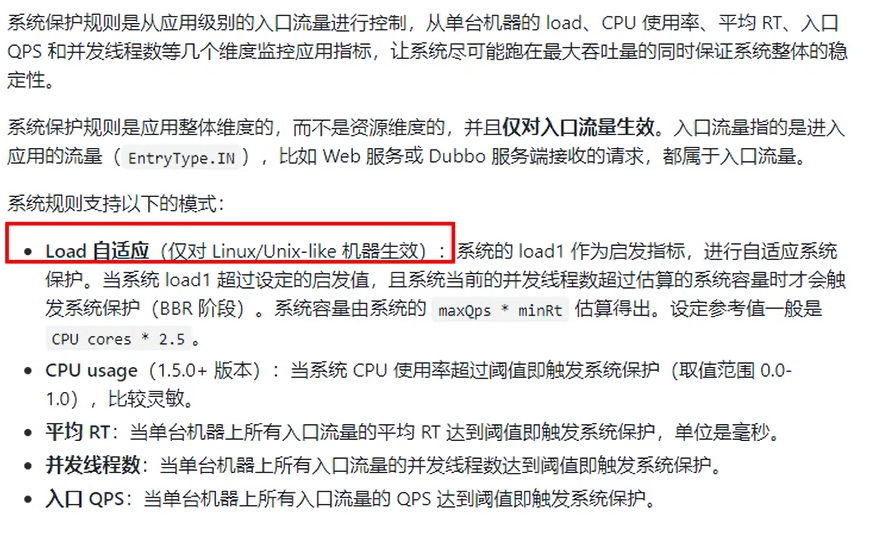 系统保护规则是从应用级别的入口流量进行控制，从单台机器的 load、CPU 使用率、平均 RT、入口
QPS 和并发线程数等几个维度监控应用指标，让系统尽可能跑在最大吞吐量的同时保证系统整体的稳
定性。
系统保护规则是应用整体维度的，而不是资源维度的，并且仅对入口流量生效。入口流量指的是进入
应用的流量（EntryType.IN），比如 Web 服务或 Dubbo 服务端接收的请求，都属于入口流量。
系统规则支持以下的模式：
• Load 自适应（仅对 Linux/Unix-like 机器生效）：系统的 load1 作为启发指标，进行自适应系统
保护。当系统 load1 超过设定的启发值，且系统当前的并发线程数超过估算的系统容量时才会触
发系统保护（BBR 阶段）。系统容量由系统的 maxQps * minRt 估算得出。设定参考值一般是
CPU cores * 2.5。
• CPU usage（1.5.0+ 版本）：当系统 CPU 使用率超过阈值即触发系统保护（取值范围 0.0-
1.0），比较灵敏。
• 平均 RT：当单台机器上所有入口流量的平均 RT 达到阈值即触发系统保护，单位是毫秒。
• 并发线程数：当单台机器上所有入口流量的并发线程数达到阈值即触发系统保护。
• 入口 QPS：当单台机器上所有入口流量的 QPS 达到阈值即触发系统保护。